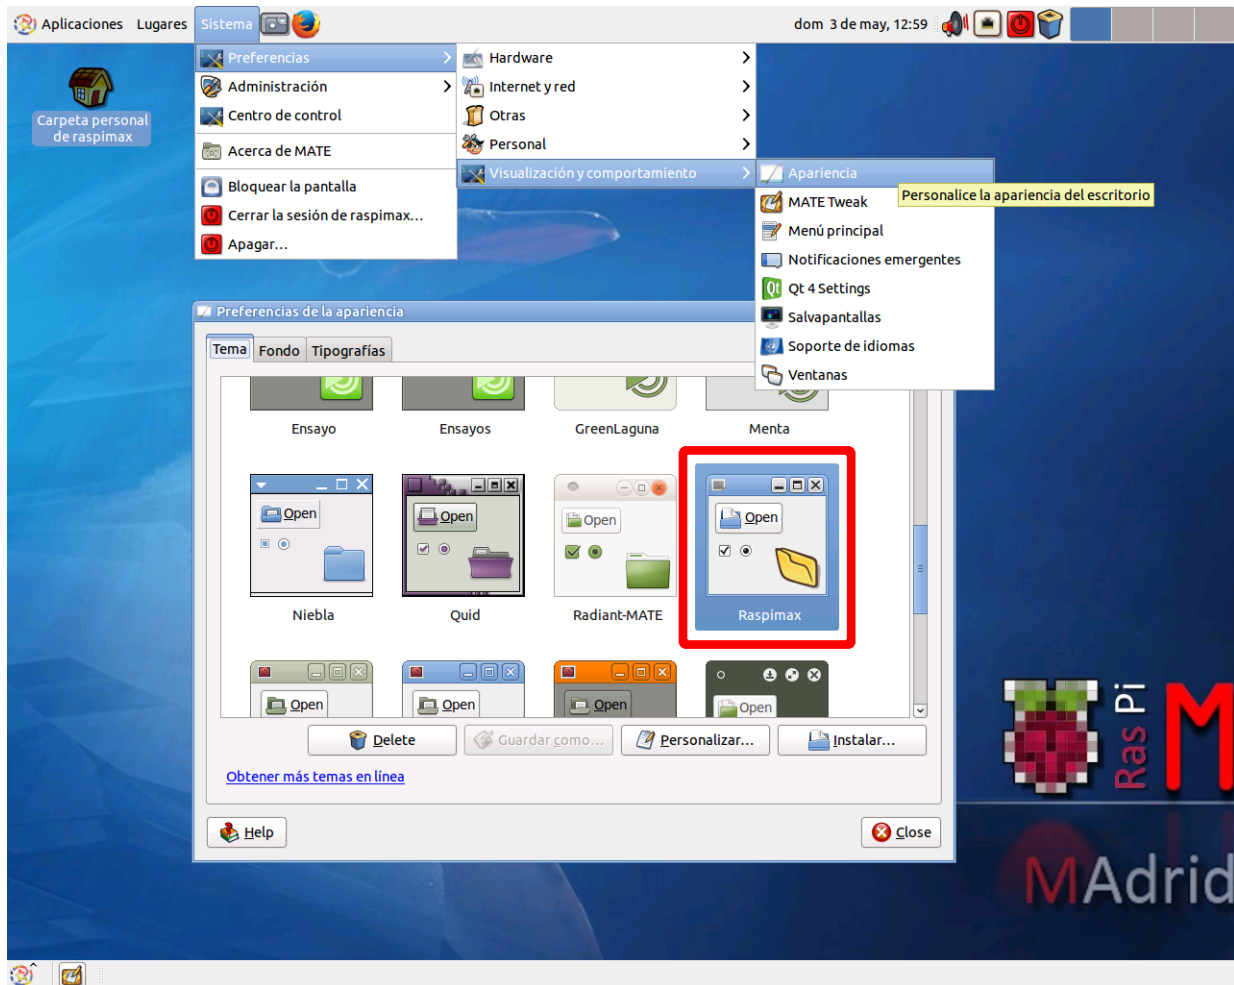 Aplicaciones Lugares Sistema
dom 3 de may, 12:59
Carpeta personal
de raspimax
Preferencias
Administración
Centro de control
Acerca de MATE
Bloquear la pantalla
Cerrar la sesión de raspimax...
Apagar...
Hardware
Internet y red
Otras
Personal
Visualización y comportamiento
Apariencia
MATE Tweak
Menú principal
Notificaciones emergentes
Qt 4 Settings
Salvapantallas
Soporte de idiomas
Ventanas
Personalice la apariencia del escritorio
Preferencias de la apariencia
Tema Fondo Tipografías
Ensayo Ensayos GreenLaguna Menta
Open Open Open Open
Niebla Quid Radiant-MATE Raspimax
Open Open Open Open
Delete Guardar como... Personalizar... Instalar...
Obtener más temas en línea
Help Close
Ras Pi M
MAdrid